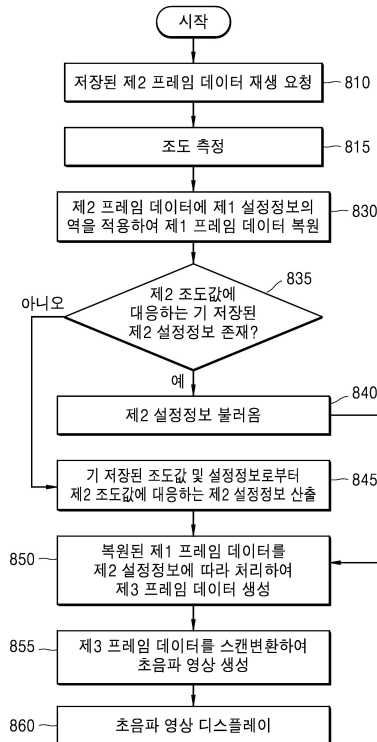 시작
저장된 제2 프레임 데이터 재생 요청
810
조도 측정
815
제2 프레임 데이터에 제1 설정정보의
역을 적용하여 제1 프레임 데이터 복원
830
제2 조도값에
대응하는 기 저장된
제2 설정정보 존재?
835
아니오
예
제2 설정정보 불러옴
840
기 저장된 조도값 및 설정정보로부터
제2 조도값에 대응하는 제2 설정정보 산출
845
850
복원된 제1 프레임 데이터를
제2 설정정보에 따라 처리하여
제3 프레임 데이터 생성
855
제3 프레임 데이터를 스캔변환하여
초음파 영상 생성
860
초음파 영상 디스플레이